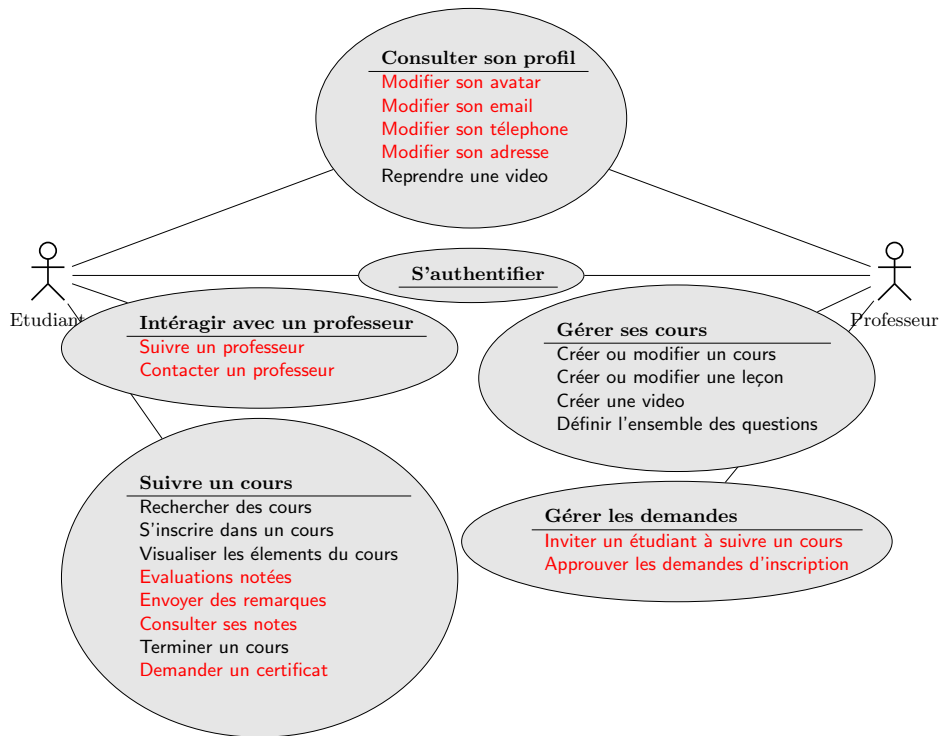 Consulter son profil
Modifier son avatar
Modifier son email
Modifier son télephone
Modifier son adresse
Reprendre une video
S'authentifier
Etudiant
Professeur
Intéragir avec un professeur
Suivre un professeur
Contacter un professeur
Gérer ses cours
Créer ou modifier un cours
Créer ou modifier une leçon
Créer une video
Définir l'ensemble des questions
Suivre un cours
Rechercher des cours
S'inscrire dans un cours
Visualiser les élements du cours
Evaluations notées
Envoyer des remarques
Consulter ses notes
Terminer un cours
Demander un certificat
Gérer les demandes
Inviter un étudiant à suivre un cours
Approuver les demandes d'inscription